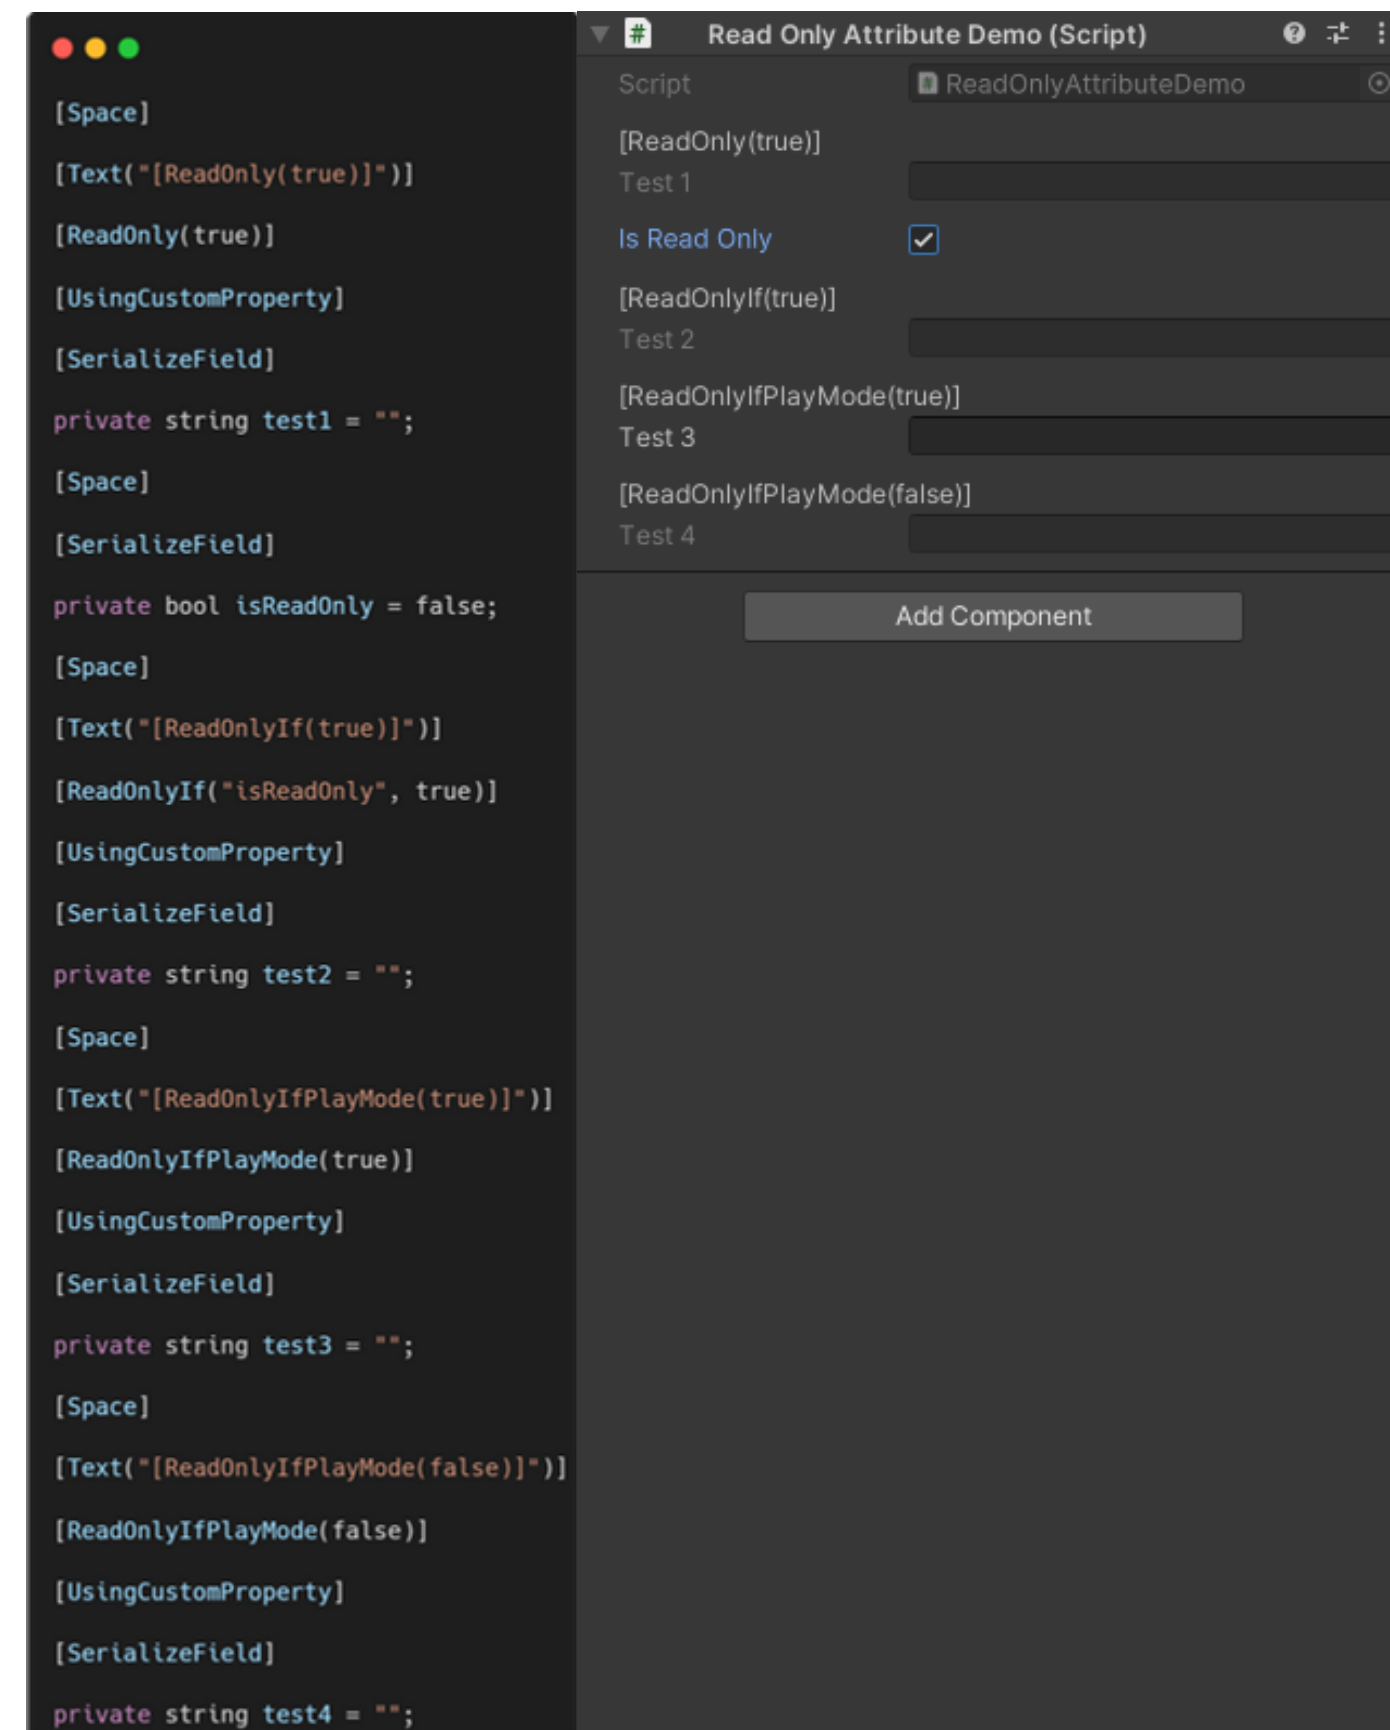 [Space]
[Text("[ReadOnly(true)]")]
[ReadOnly(true)]
[UsingCustomProperty]
[SerializeField]
private string test1 = "";
[Space]
[SerializeField]
private bool isReadOnly = false;
[Space]
[Text("[ReadOnlyIf(true)]")]
[ReadOnlyIf("isReadOnly", true)]
[UsingCustomProperty]
[SerializeField]
private string test2 = "";
[Space]
[Text("[ReadOnlyIfPlayMode(true)]")]
[ReadOnlyIfPlayMode(true)]
[UsingCustomProperty]
[SerializeField]
private string test3 = "";
[Space]
[Text("[ReadOnlyIfPlayMode(false)]")]
[ReadOnlyIfPlayMode(false)]
[UsingCustomProperty]
[SerializeField]
private string test4 = "";
# Read Only Attribute Demo (Script)
Script # ReadOnlyAttributeDemo
[ReadOnly(true)]
Test 1
Is Read Only
[ReadOnlyIf(true)]
Test 2
[ReadOnlyIfPlayMode(true)]
Test 3
[ReadOnlyIfPlayMode(false)]
Test 4
Add Component